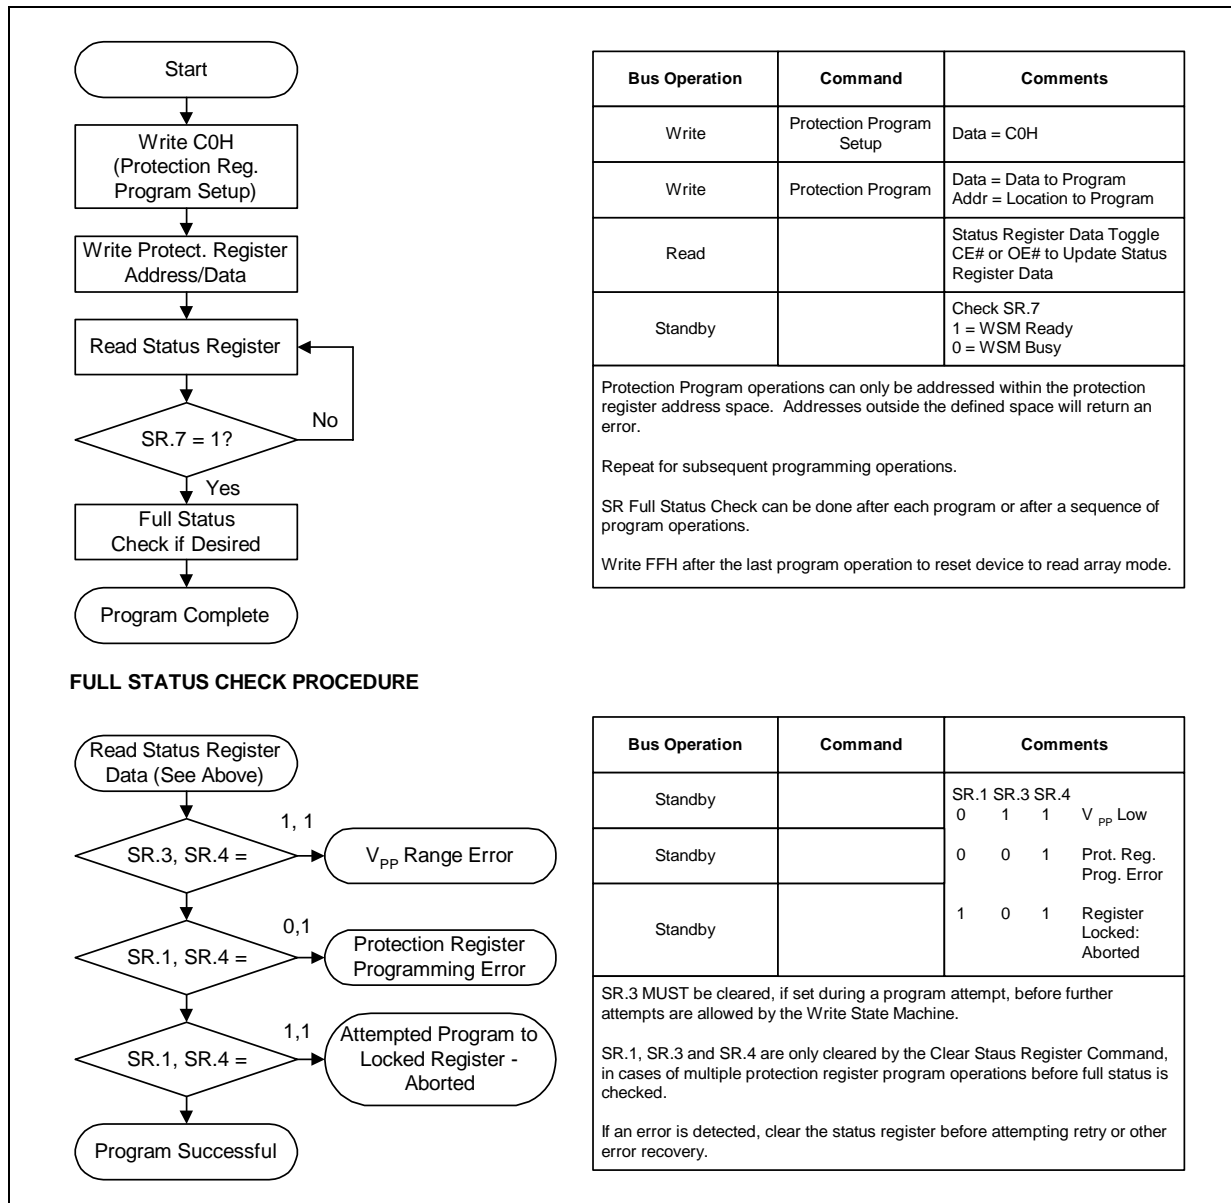 Start
Write C0H
(Protection Reg.
Program Setup)
Write Protect. Register
Address/Data
Read Status Register
No
SR.7 = 1?
Yes
Full Status
Check if Desired
Program Complete
Bus Operation Command Comments
Write Protection Program
Setup Data = C0H
Write Protection Program Data = Data to Program
Addr = Location to Program
Read Status Register Data Toggle
CE# or OE# to Update Status
Register Data
Standby Check SR.7
1 = WSM Ready
0 = WSM Busy
Protection Program operations can only be addressed within the protection
register address space. Addresses outside the defined space will return an
error.
Repeat for subsequent programming operations.
SR Full Status Check can be done after each program or after a sequence of
program operations.
Write FFH after the last program operation to reset device to read array mode.
FULL STATUS CHECK PROCEDURE
Read Status Register
Data (See Above)
1, 1
SR.3, SR.4 =
VPP Range Error
0,1
SR.1, SR.4 =
Protection Register
Programming Error
1,1
SR.1, SR.4 =
Attempted Program to
Locked Register -
Aborted
Program Successful
Bus Operation Command Comments
Standby SR.1 SR.3 SR.4
0 1 1 V PP Low
Standby 0 0 1 Prot. Reg.
Prog. Error
Standby 1 0 1 Register
Locked:
Aborted
SR.3 MUST be cleared, if set during a program attempt, before further
attempts are allowed by the Write State Machine.
SR.1, SR.3 and SR.4 are only cleared by the Clear Staus Register Command,
in cases of multiple protection register program operations before full status is
checked.
If an error is detected, clear the status register before attempting retry or other
error recovery.